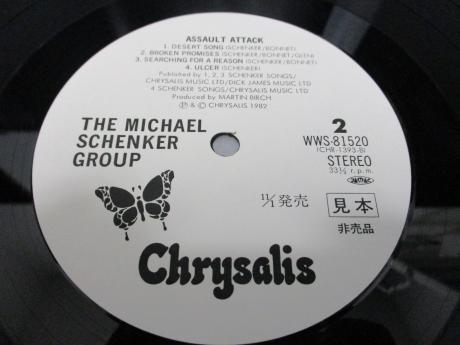 ASSAULT ATTACK
1. DESERT SONG (SCHENKER/BONNET)
2. BROKEN PROMISES (SCHENKER/BONNET/GLEN)
3. SEARCHING FOR A REASON (SCHENKER/BONNET)
4. ULCER (SCHENKER)
Published by 1, 2, 3 SCHENKER SONGS/
CHRYSALIS MUSIC LTD/DICK JAMES MUSIC LTD
4 SCHENKER SONGS/CHRYSALIS MUSIC LTD
Produced by MARTIN BIRCH
Ⓟ & © CHRYSALIS 1982
THE MICHAEL
SCHENKER
GROUP
2
WWS-81520
(CHR-1393-B)
STEREO
33⅓ r.p.m.
11/1発売
見本
非売品
Chrysalis